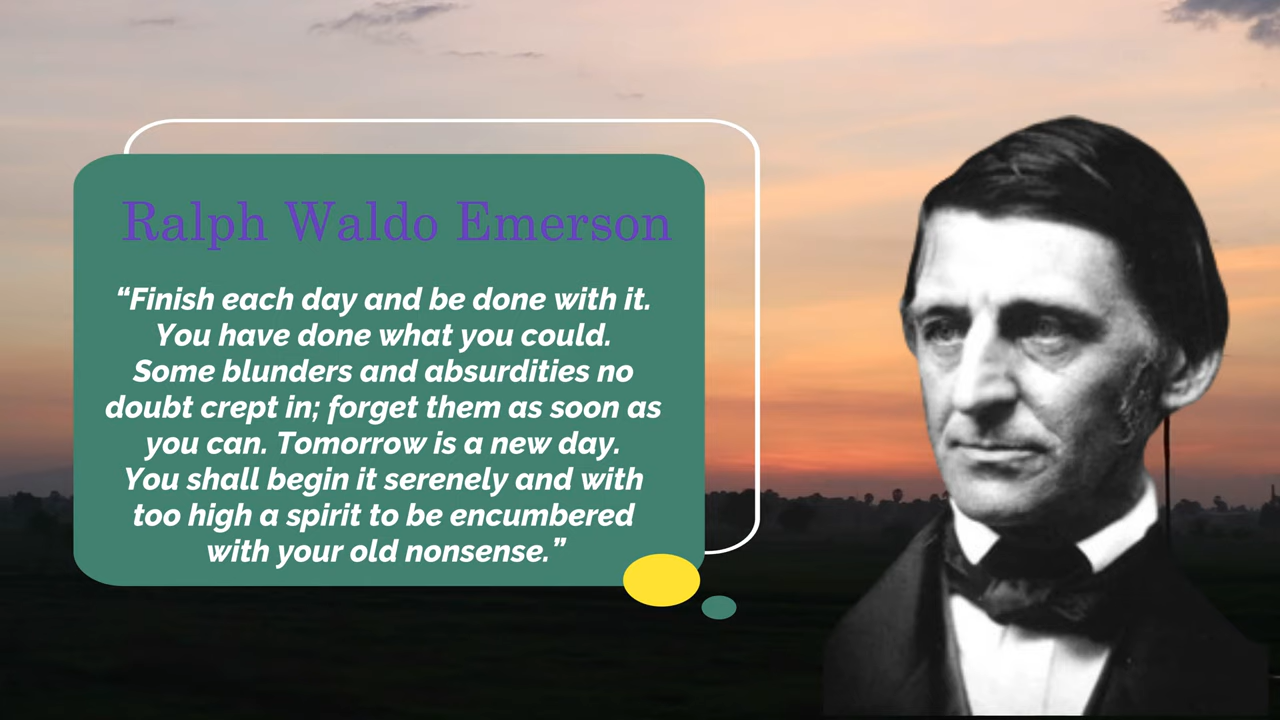 Ralph Waldo Emerson
“Finish each day and be done with it.
You have done what you could.
Some blunders and absurdities no
doubt crept in; forget them as soon as
you can. Tomorrow is a new day.
You shall begin it serenely and with
too high a spirit to be encumbered
with your old nonsense.”